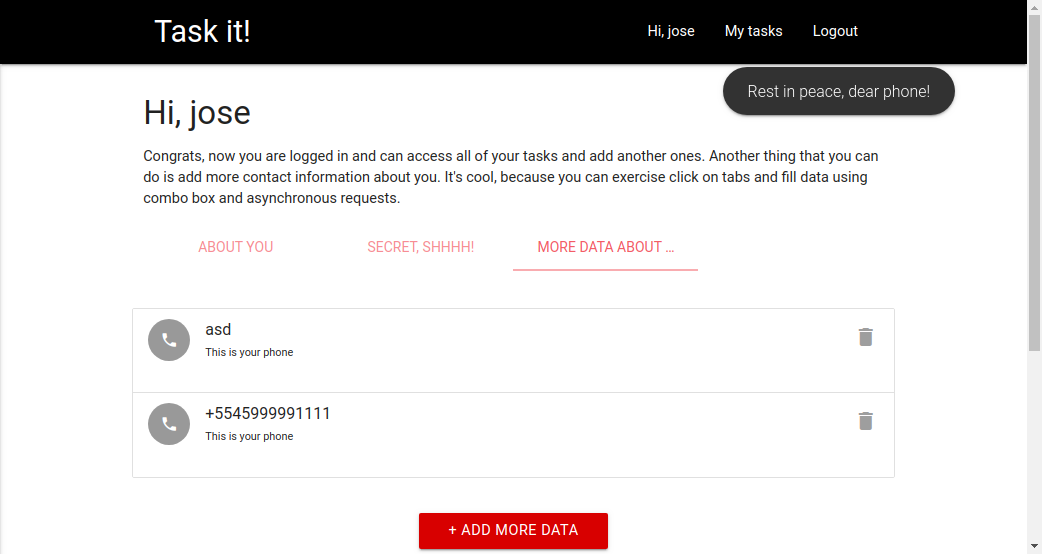 Task it!
Hi, jose
My tasks
Logout
Rest in peace, dear phone!
Hi, jose
Congrats, now you are logged in and can access all of your tasks and add another ones. Another thing that you can
do is add more contact information about you. It's cool, because you can exercise click on tabs and fill data using
combo box and asynchronous requests.
ABOUT YOU
SECRET, SHHHH!
MORE DATA ABOUT ...
asd
This is your phone
+5545999991111
This is your phone
+ ADD MORE DATA